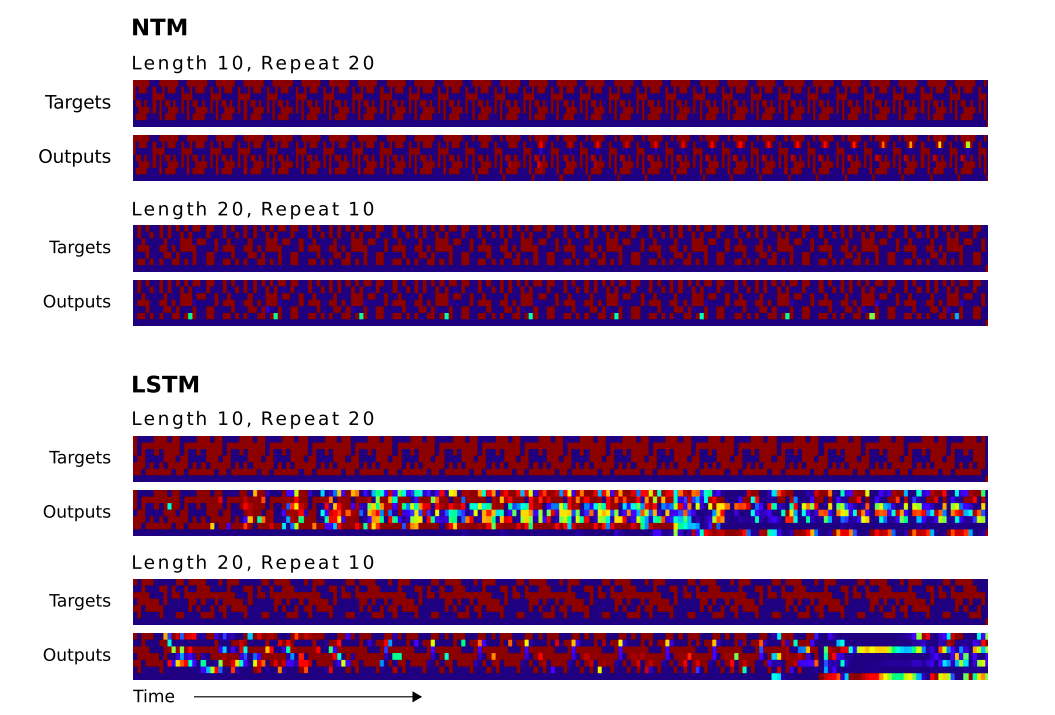 NTM
Length 10, Repeat 20
Targets
Outputs
Length 20, Repeat 10
Targets
Outputs
LSTM
Length 10, Repeat 20
Targets
Outputs
Length 20, Repeat 10
Targets
Outputs
Time